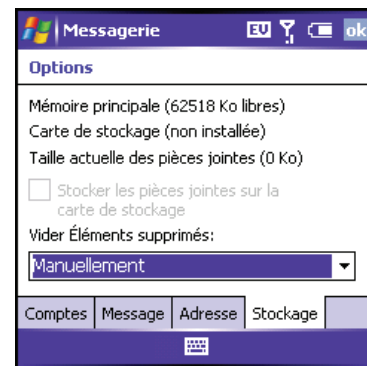 Messagerie EV ok
Options
Mémoire principale (62518 Ko libres)
Carte de stockage (non installée)
Taille actuelle des pièces jointes (0 Ko)
Stocker les pièces jointes sur la
carte de stockage
Vider Éléments supprimés:
Manuellement
Comptes Message Adresse Stockage